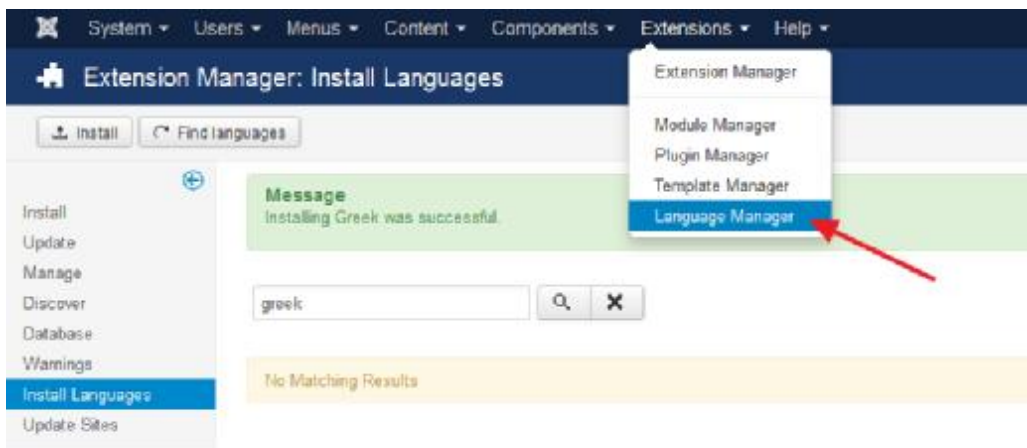 System Users Menus Content Components Extensions Help
Extension Manager: Install Languages
Extension Manager
Install Find languages
Module Manager
Plugin Manager
Template Manager
Language Manager
Message
Installing Greek was successful.
Install
Update
Manage
Discover
Database
Warnings
Install Languages
Update Sites
greek
No Matching Results